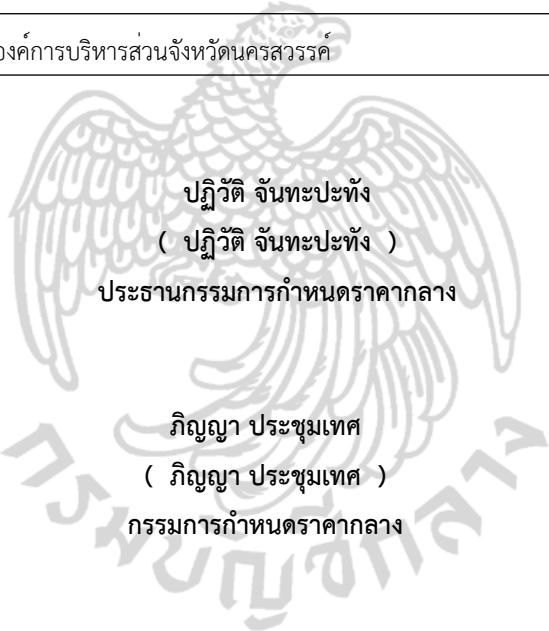 องค์การบริหารส่วนจังหวัดนครสวรรค์
ปฏิวัติ จันทะปะทัง
( ปฏิวัติ จันทะปะทัง )
ประธานกรรมการกำหนดราคากลาง
ภิญญา ประชุมเทศ
( ภิญญา ประชุมเทศ )
กรรมการกำหนดราคากลาง
กรมบัญชีกลาง